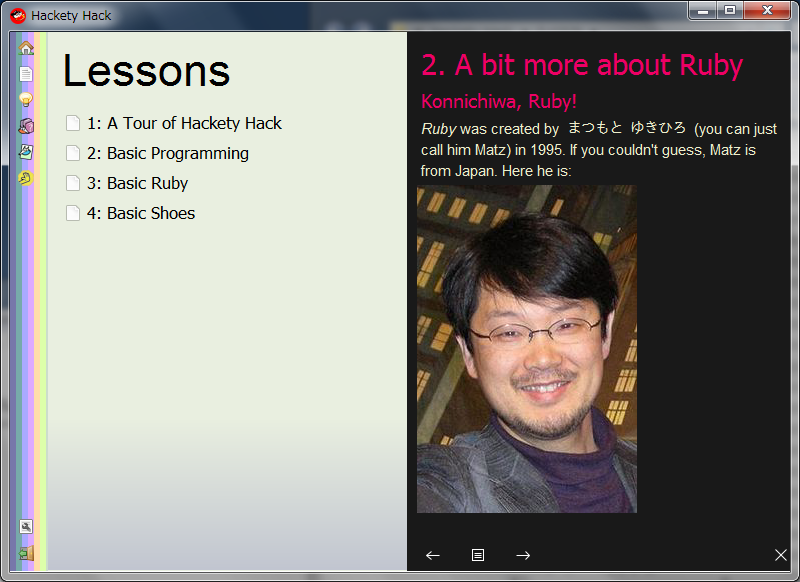 Hackety Hack
Lessons
1: A Tour of Hackety Hack
2: Basic Programming
3: Basic Ruby
4: Basic Shoes
2. A bit more about Ruby
Konnichiwa, Ruby!
Ruby was created by まつもと ゆきひろ (you can just
call him Matz) in 1995. If you couldn't guess, Matz is
from Japan. Here he is: